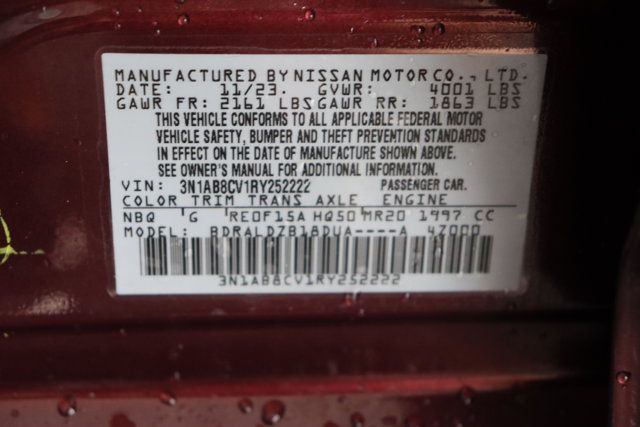 MANUFACTURED BY NISSAN MOTOR CO., LTD.
DATE: 11/23. GVWR: 4001 LBS
GAWR FR: 2161 LBS GAWR RR: 1863 LBS
THIS VEHICLE CONFORMS TO ALL APPLICABLE FEDERAL MOTOR
VEHICLE SAFETY, BUMPER AND THEFT PREVENTION STANDARDS
IN EFFECT ON THE DATE OF MANUFACTURE SHOWN ABOVE.
SEE OWNER'S MANUAL FOR ADDITIONAL INFORMATION.
VIN: 3N1AB8CV1RY252222 PASSENGER CAR.
COLOR TRIM TRANS AXLE ENGINE
NBQ 'G 'RE0F15A HQ50'MR20 1997 CC
MODEL: BDRALDZB18DUA----A 4Z000
3N1AB8CV1RY252222